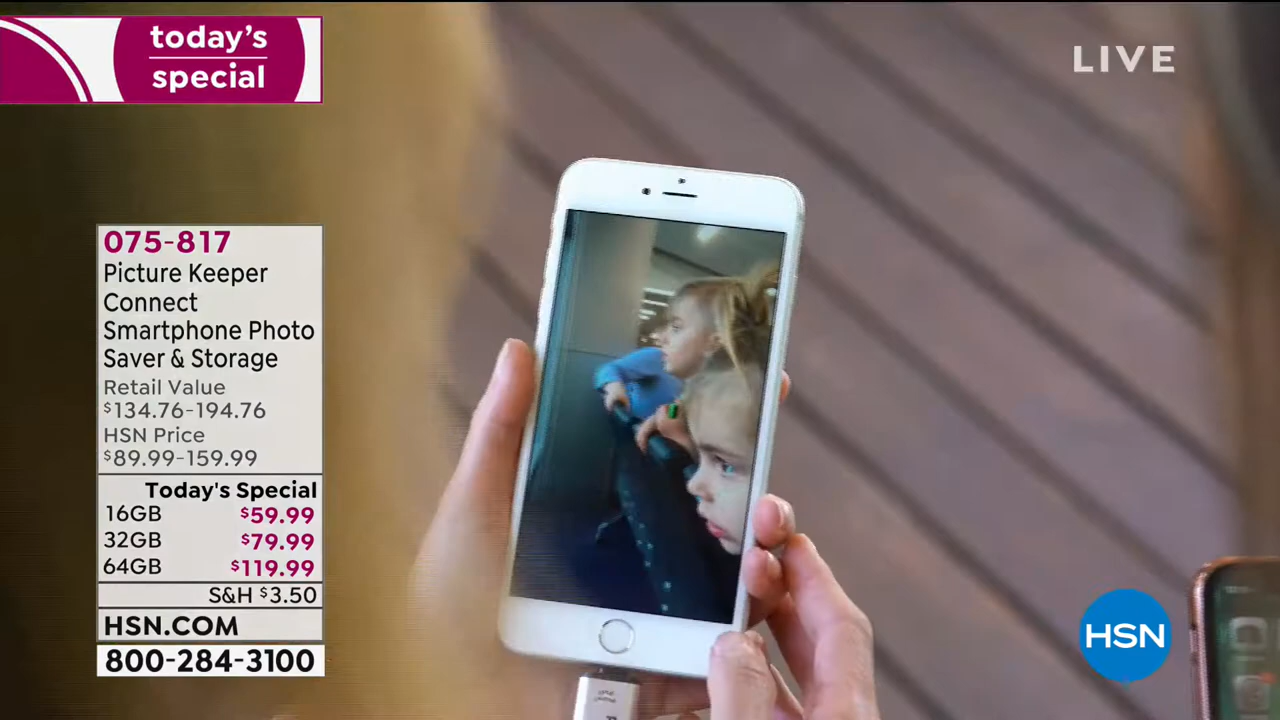 today's
special
LIVE
075-817
Picture Keeper
Connect
Smartphone Photo
Saver & Storage
Retail Value
$134.76-194.76
HSN Price
$89.99-159.99
Today's Special
16GB $59.99
32GB $79.99
64GB $119.99
S&H $3.50
HSN.COM
800-284-3100
HSN